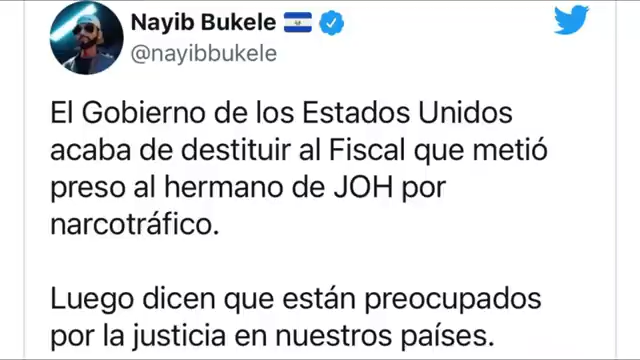 Nayib Bukele 🇸🇻
@nayibbukele
El Gobierno de los Estados Unidos
acaba de destituir al Fiscal que metió
preso al hermano de JOH por
narcotráfico.
Luego dicen que están preocupados
por la justicia en nuestros países.